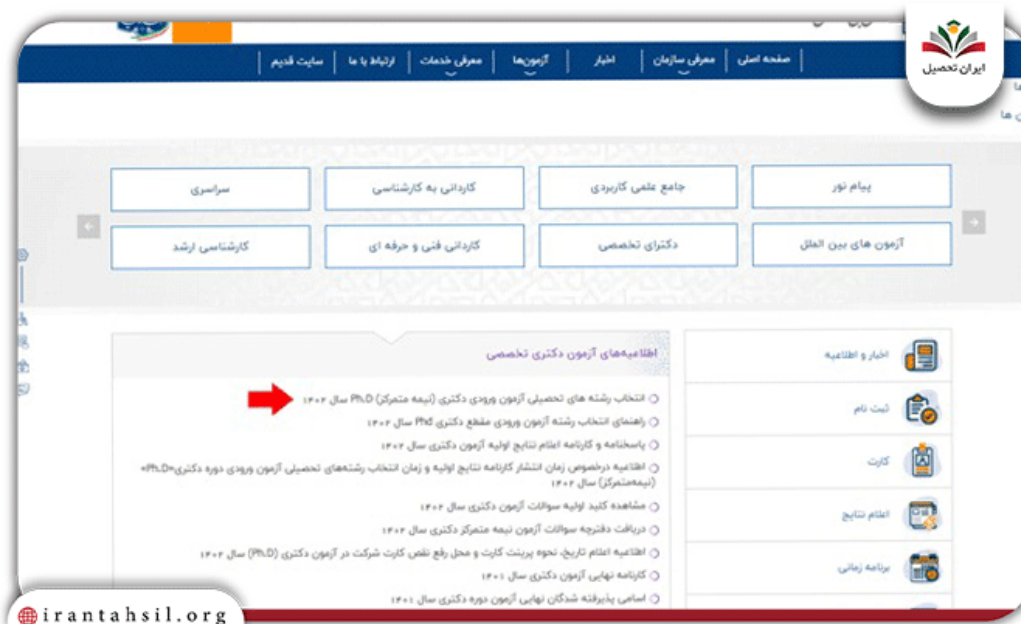 ایران تحصیل
صفحه اصلی
معرفی سازمان
اخبار
آزمون‌ها
معرفی خدمات
ارتباط با ما
سایت قدیم
پیام نور
جامع علمی کاربردی
کاردانی به کارشناسی
سراسری
آزمون های بین الملل
دکترای تخصصی
کاردانی فنی و حرفه ای
کارشناسی ارشد
اخبار و اطلاعیه
ثبت نام
کارت
اعلام نتایج
برنامه زمانی
اطلاعیه‌های آزمون دکتری تخصصی
انتخاب رشته های تحصیلی آزمون ورودی دکتری (نیمه متمرکز) Ph.D سال ۱۴۰۲
راهنمای انتخاب رشته آزمون ورودی مقطع دکتری Phd سال ۱۴۰۲
پاسخنامه و کارنامه اعلام نتایج اولیه آزمون دکتری سال ۱۴۰۲
اطلاعیه درخصوص زمان انتشار کارنامه نتایج اولیه و زمان انتخاب رشته‌های تحصیلی آزمون ورودی دوره دکتری«Ph.D»
(نیمه‌متمرکز) سال ۱۴۰۲
مشاهده کلید اولیه سوالات آزمون دکتری سال ۱۴۰۲
دریافت دفترچه سوالات آزمون نیمه متمرکز دکتری سال ۱۴۰۲
اطلاعیه اعلام تاریخ، نحوه پرینت کارت و محل رفع نقص کارت شرکت در آزمون دکتری (Ph.D) سال ۱۴۰۲
کارنامه نهایی آزمون دکتری سال ۱۴۰۱
اسامی پذیرفته شدگان نهایی آزمون دوره دکتری سال ۱۴۰۱
irantahsil.org